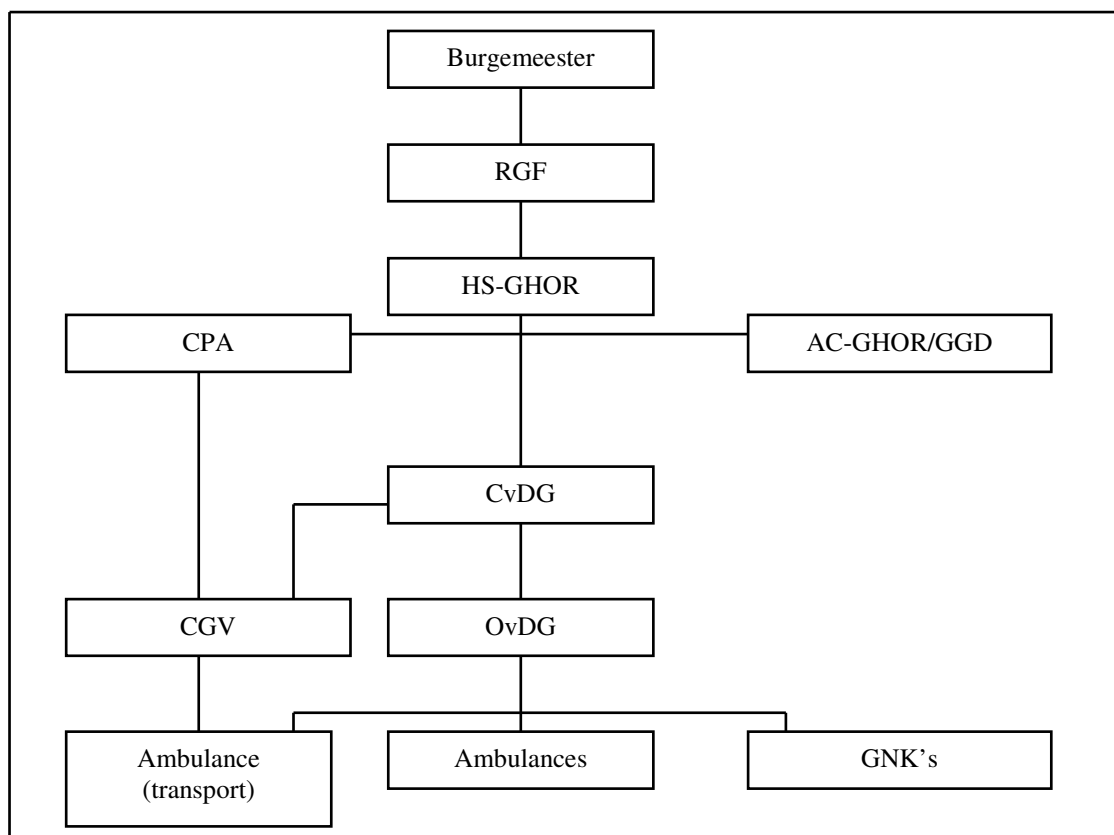 Burgemeester
RGF
HS-GHOR
CPA
AC-GHOR/GGD
CvDG
CGV
OvDG
Ambulance
(transport)
Ambulances
GNK's